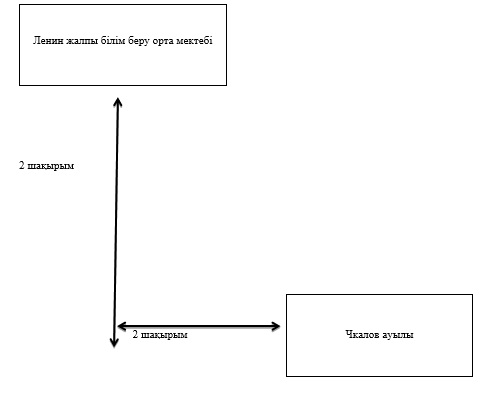 Ленин жалпы білім беру орта мектебі
2 шақырым
2 шақырым
Чкалов ауылы